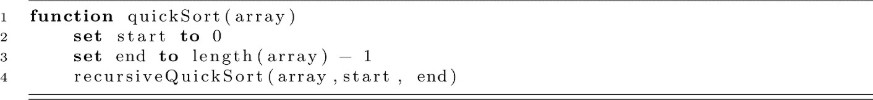 1 function quickSort(array)
2 set start to 0
3 set end to length(array) − 1
4 recursiveQuickSort(array,start, end)